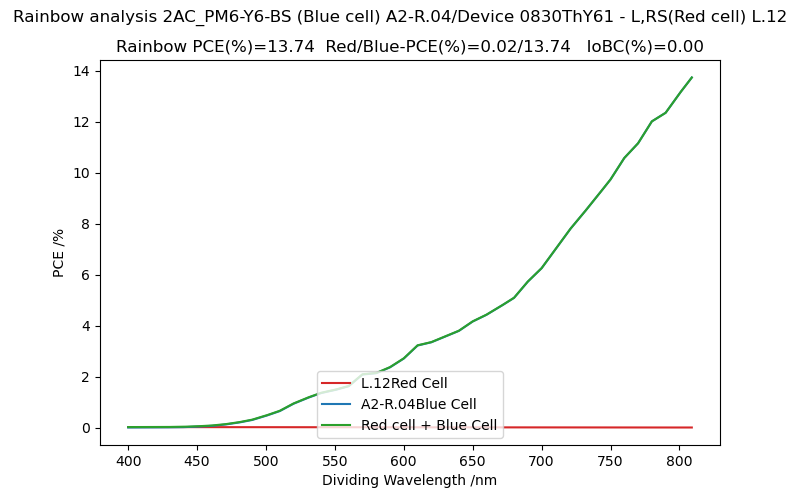 Rainbow analysis 2AC_PM6-Y6-BS (Blue cell) A2-R.04/Device 0830ThY61 - L,RS(Red cell) L.12
Rainbow PCE(%)=13.74  Red/Blue-PCE(%)=0.02/13.74   IoBC(%)=0.00
14
12
10
8
6
4
2
0
PCE /%
L.12Red Cell
A2-R.04Blue Cell
Red cell + Blue Cell
400 450 500 550 600 650 700 750 800
Dividing Wavelength /nm